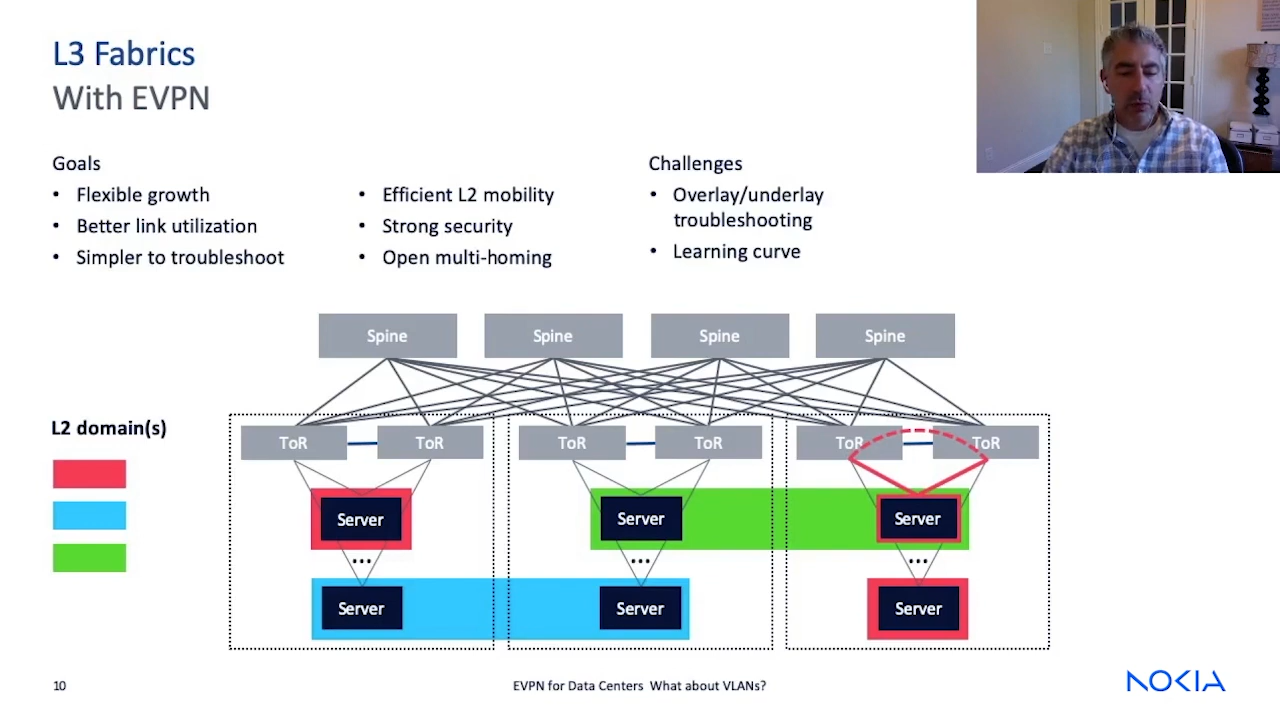 L3 Fabrics
With EVPN
Goals
• Flexible growth
• Better link utilization
• Simpler to troubleshoot
• Efficient L2 mobility
• Strong security
• Open multi-homing
Challenges
• Overlay/underlay
troubleshooting
• Learning curve
Spine Spine Spine Spine
L2 domain(s)
ToR ToR ToR ToR ToR ToR
Server Server Server
... ... ...
Server Server Server
10 EVPN for Data Centers What about VLANs? NOKIA